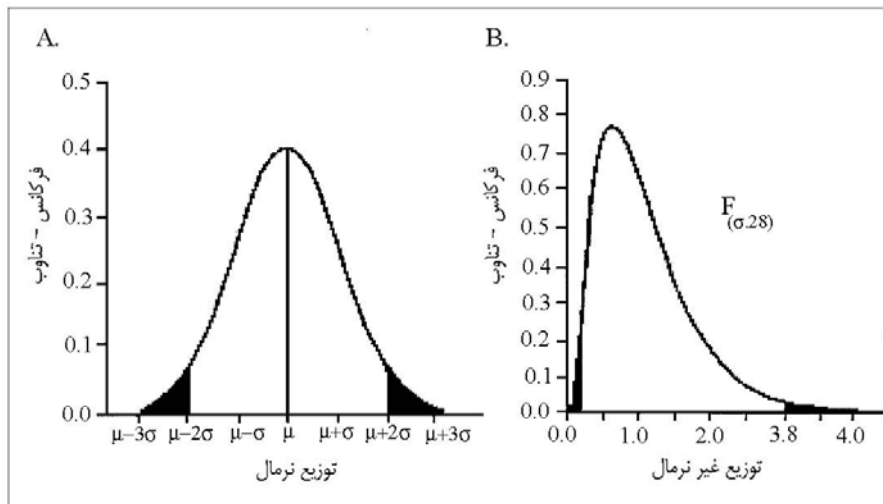 A.
0.5
0.4
0.3
0.2
0.1
0.0
فرکانس - تناوب
μ−3σ μ−2σ μ−σ μ μ+σ μ+2σ μ+3σ
توزیع نرمال
B.
0.9
0.8
0.7
0.6
0.5
0.4
0.3
0.2
0.1
0.0
فرکانس - تناوب
F(σ.28)
0.0 1.0 2.0 3.8 4.0
توزیع غیر نرمال